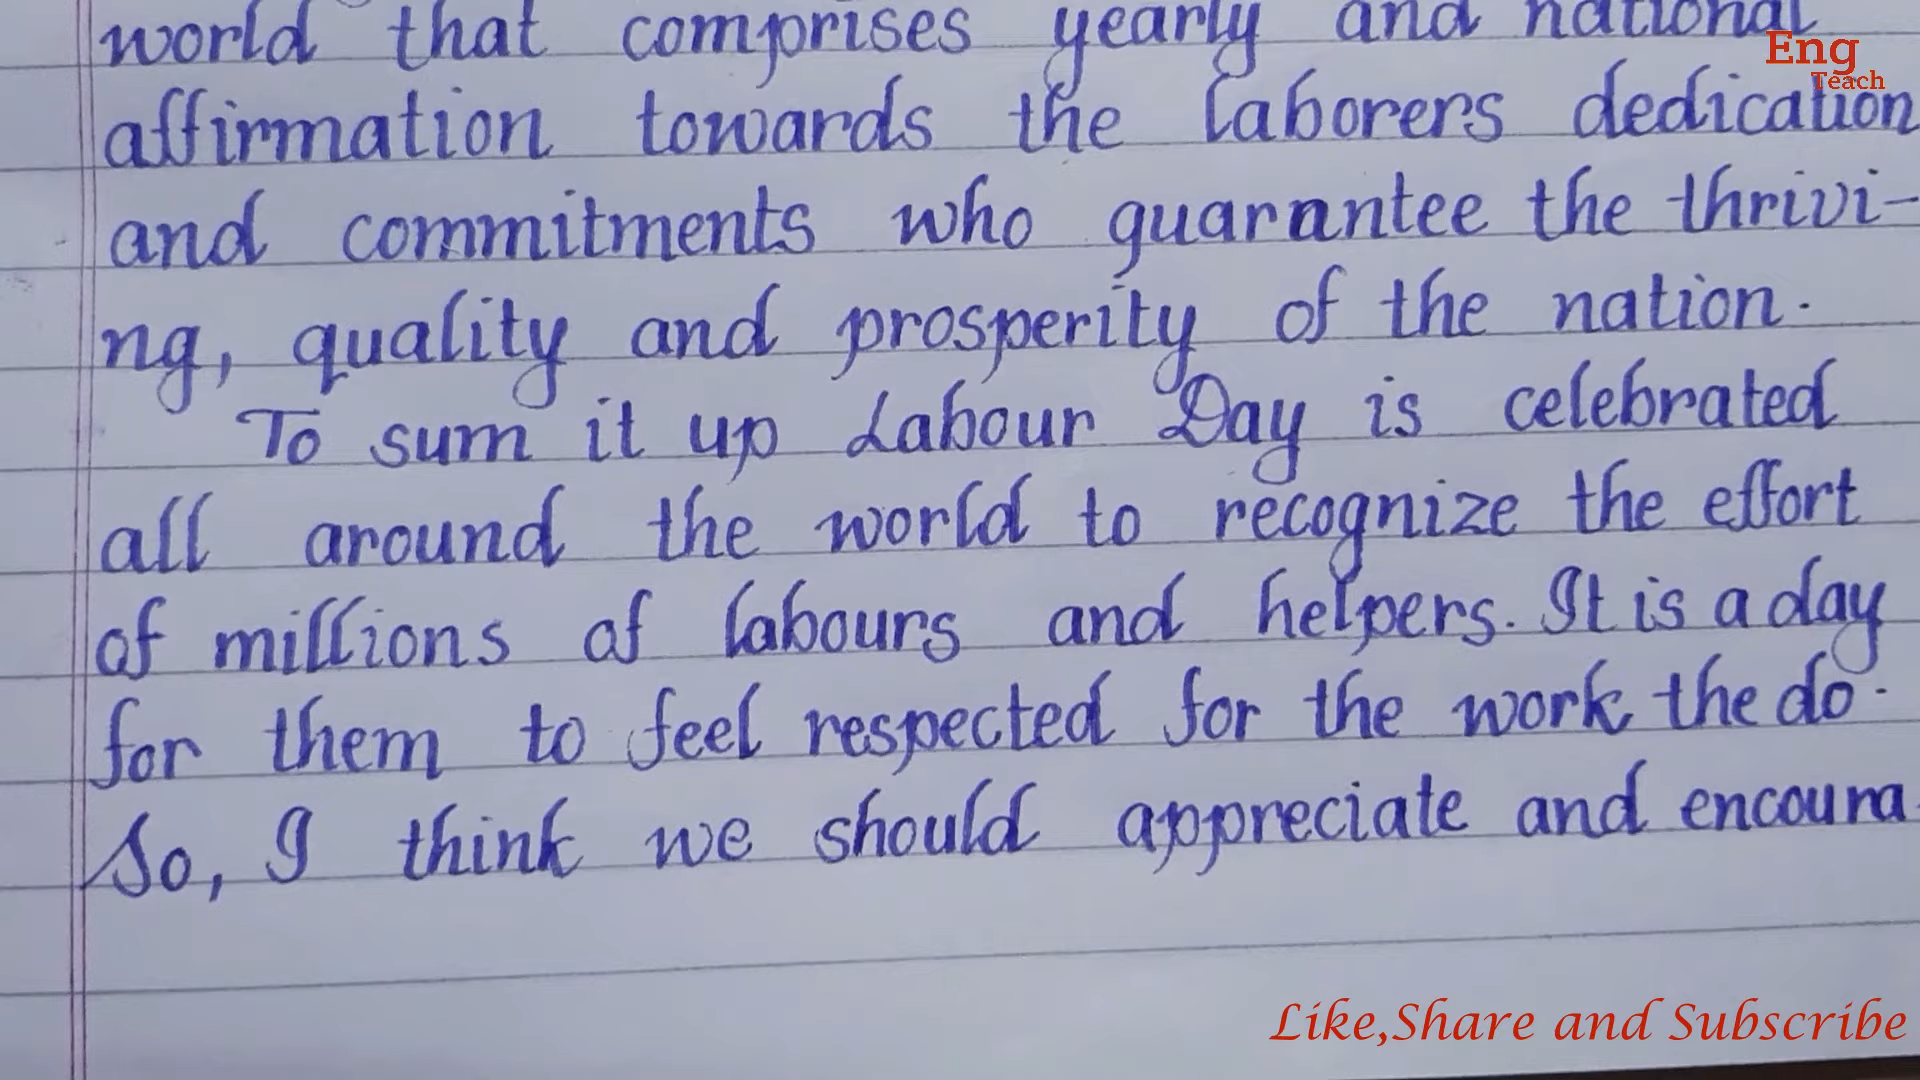 world that comprises yearly and national
affirmation towards the laborers dedication
and commitments who guarantee the thrivi-
ng, quality and prosperity of the nation.
To sum it up Labour Day is celebrated
all around the world to recognize the effort
of millions of labours and helpers. It is a day
for them to feel respected for the work the do.
So, I think we should appreciate and encoura
Eng
Teach
Like,Share and Subscribe